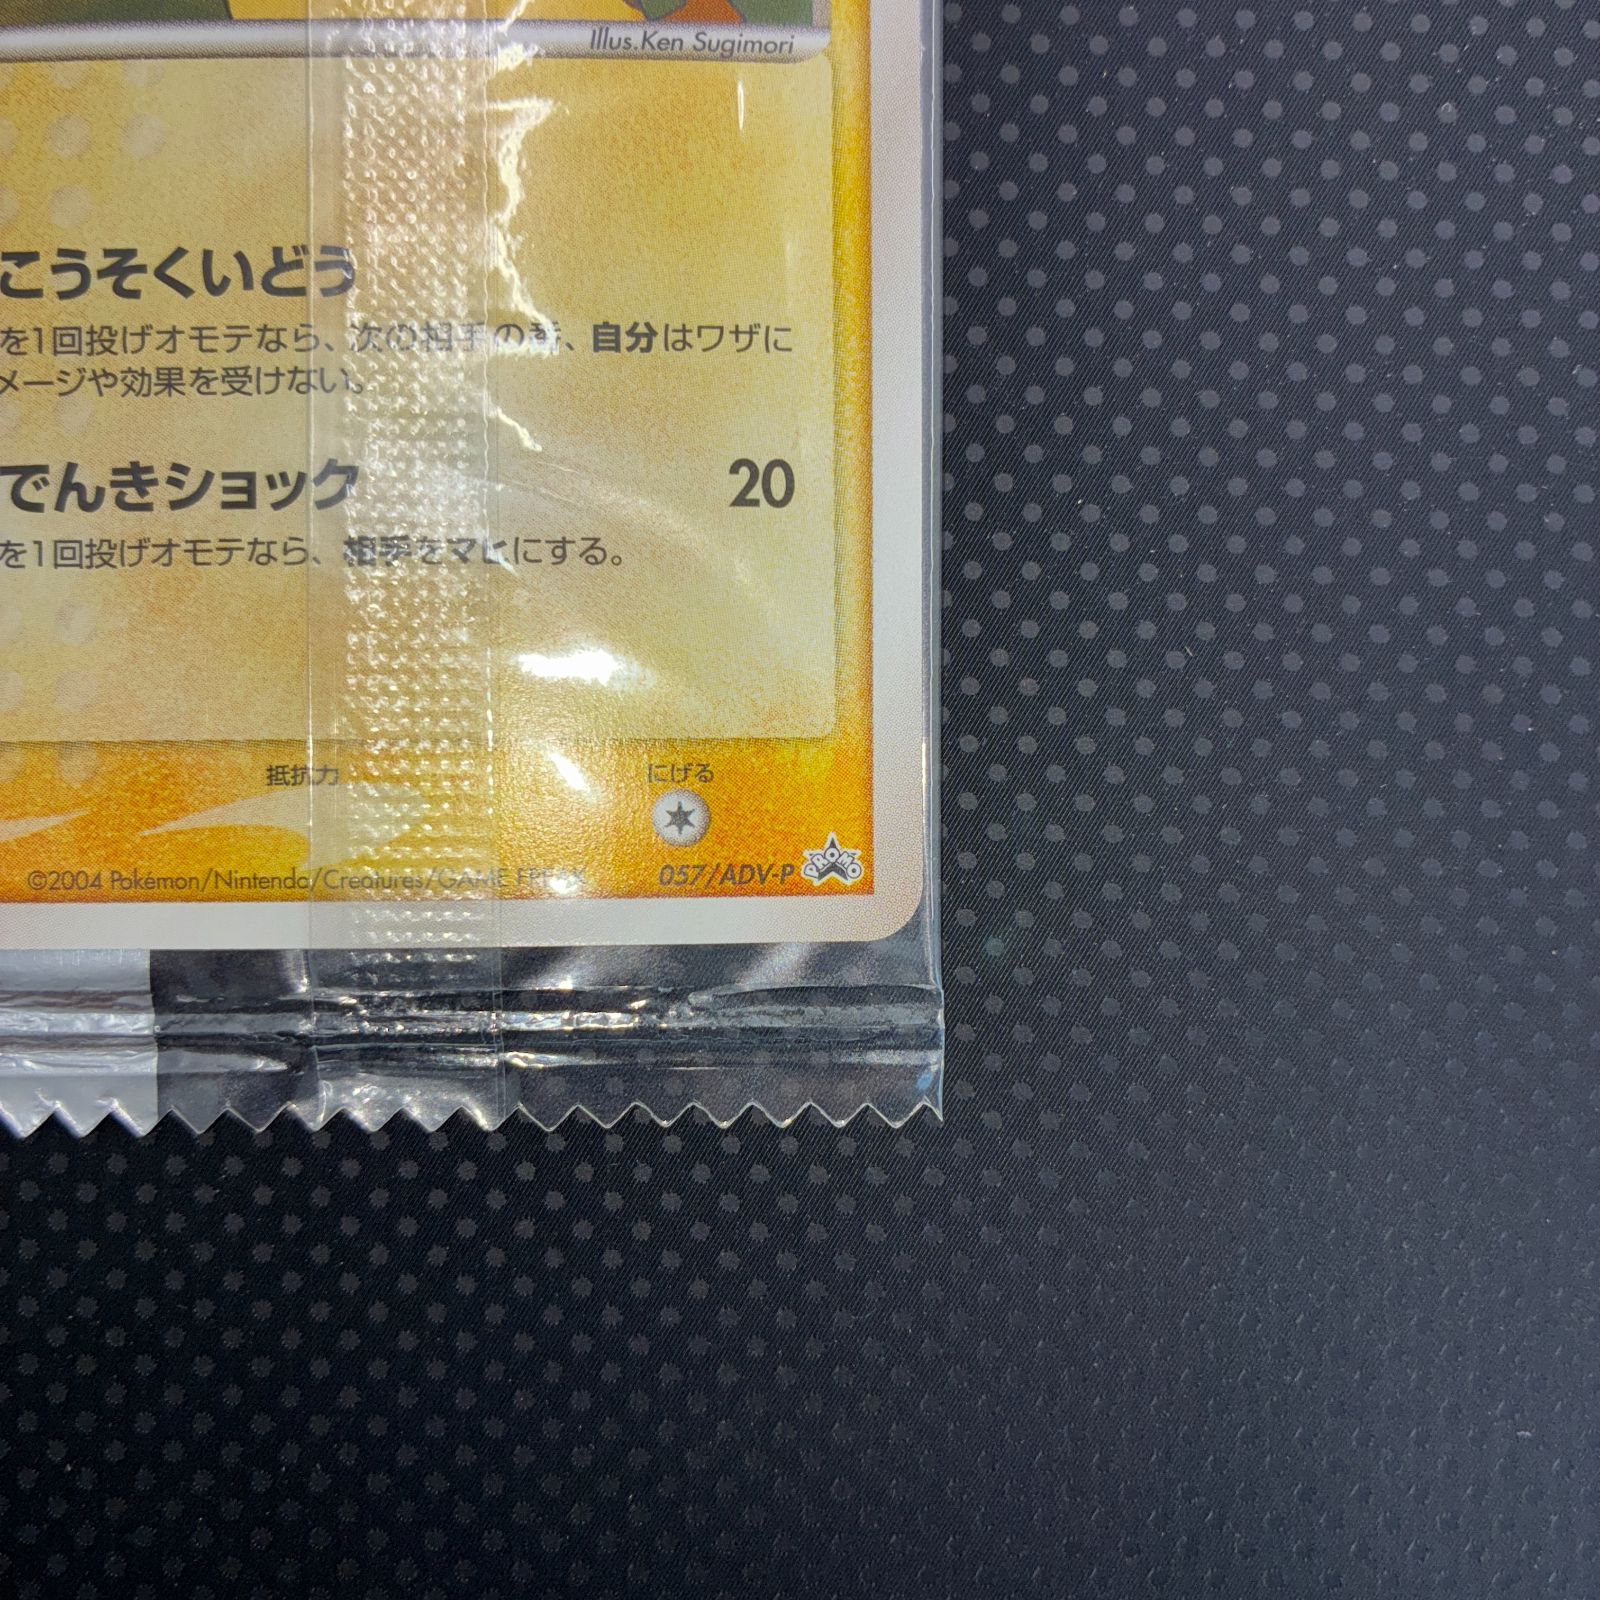 Illus.Ken Sugimori
こうそくいどう
を1回投げオモテなら、次の相手の番、自分はワザに
メージや効果を受けない。
でんきショック 20
を1回投げオモテなら、相手をマヒにする。
抵抗力 にげる
©2004 Pokémon/Nintendo/Creatures/GAME FREAK 057/ADV-P PROMO